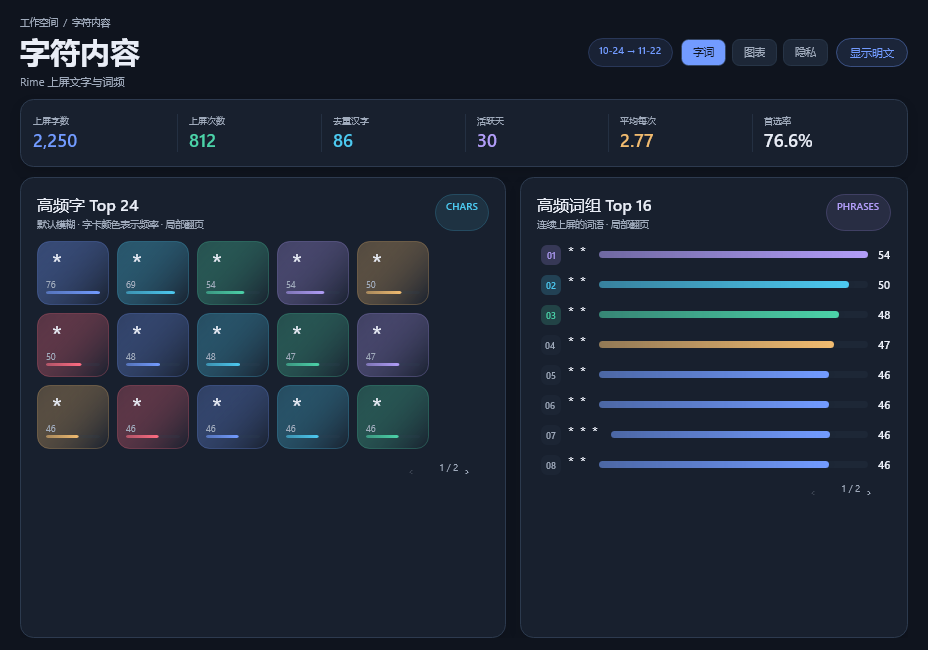 工作空间 / 字符内容
字符内容
Rime 上屏文字与词频
10-24 → 11-22
字词
图表
隐私
显示明文
上屏字数
2,250
上屏次数
812
去重汉字
86
活跃天
30
平均每次
2.77
首选率
76.6%
高频字 Top 24
默认模糊 · 字卡颜色表示频率 · 局部翻页
CHARS
* * * * *
76 69 54 54 50
* * * * *
50 48 48 47 47
* * * * *
46 46 46 46 46
‹ 1 / 2 ›
高频词组 Top 16
连续上屏的词语 · 局部翻页
PHRASES
01 * * 54
02 * * 50
03 * * 48
04 * * 47
05 * * 46
06 * * 46
07 * * * 46
08 * * 46
‹ 1 / 2 ›